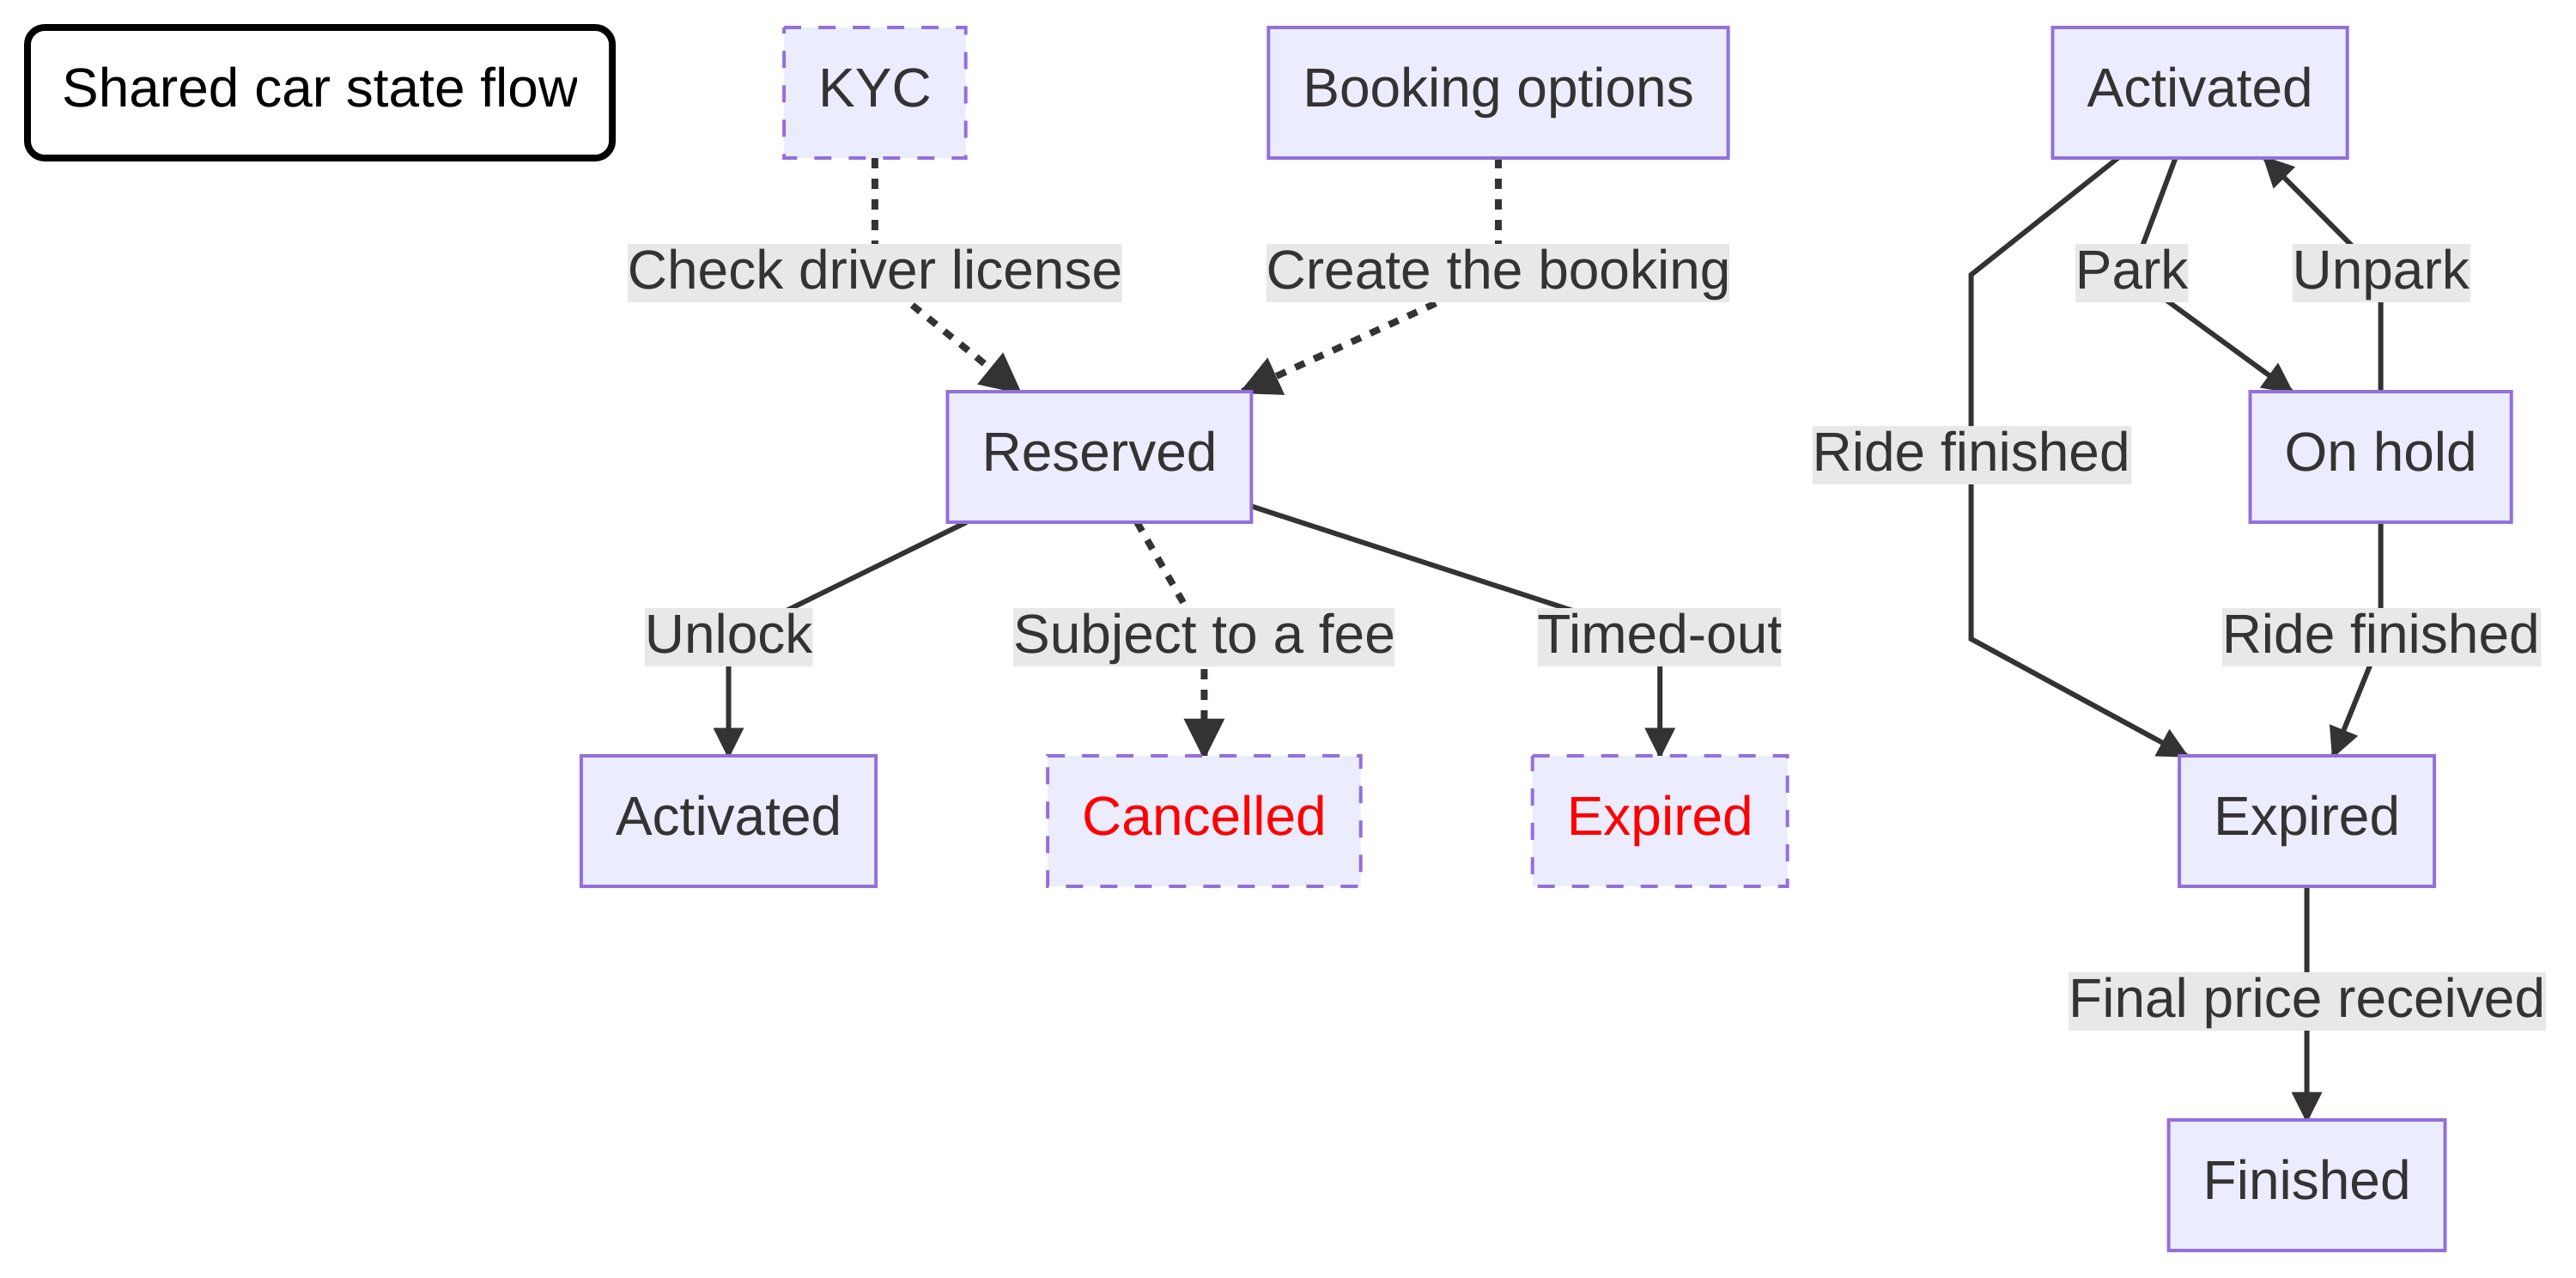 Shared car state flow
KYC
Booking options
Activated
Check driver license
Create the booking
Park
Unpark
Reserved
Ride finished
On hold
Unlock
Subject to a fee
Timed-out
Ride finished
Activated
Cancelled
Expired
Expired
Final price received
Finished